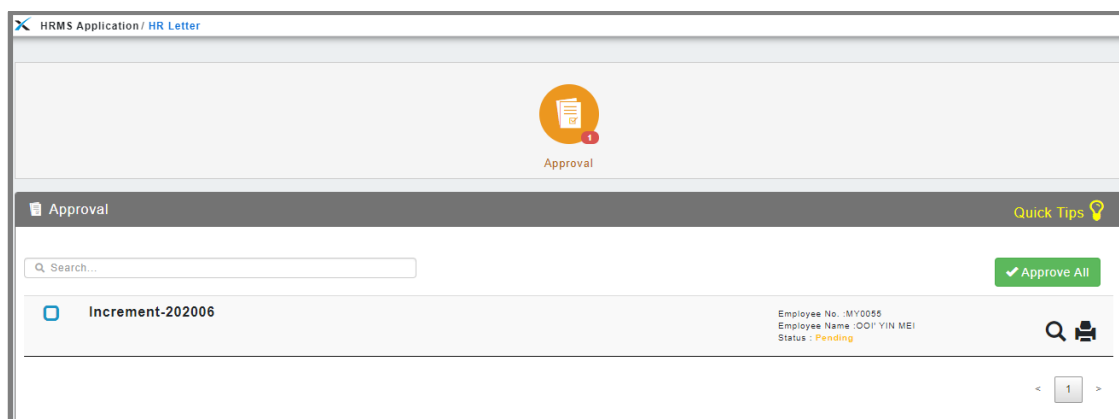 HRMS Application / HR Letter
1
Approval
Approval
Quick Tips
Search...
Approve All
Increment-202006
Employee No. :MY0055
Employee Name :OOI' YIN MEI
Status : Pending
< 1 >